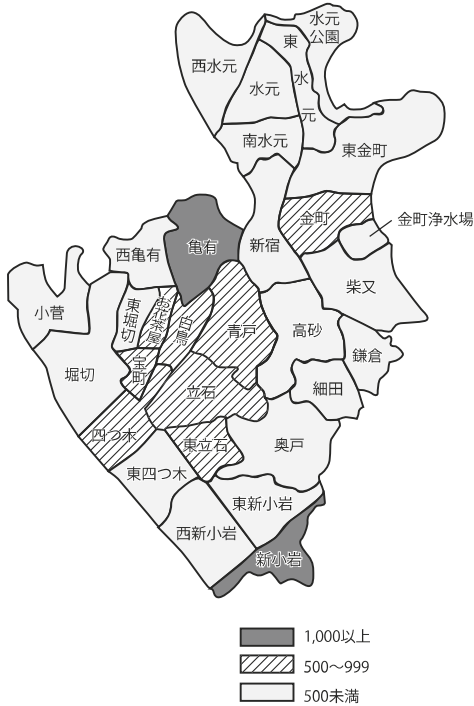 水元
公園
東
水
元
西水元
水元
南水元
東金町
金町
金町浄水場
亀有
新宿
西亀有
柴又
小菅
東堀切
お花茶屋
白鳥
青戸
高砂
鎌倉
堀切
宝町
立石
細田
四つ木
東立石
奥戸
東四つ木
東新小岩
西新小岩
新小岩
1,000以上
500～999
500未満